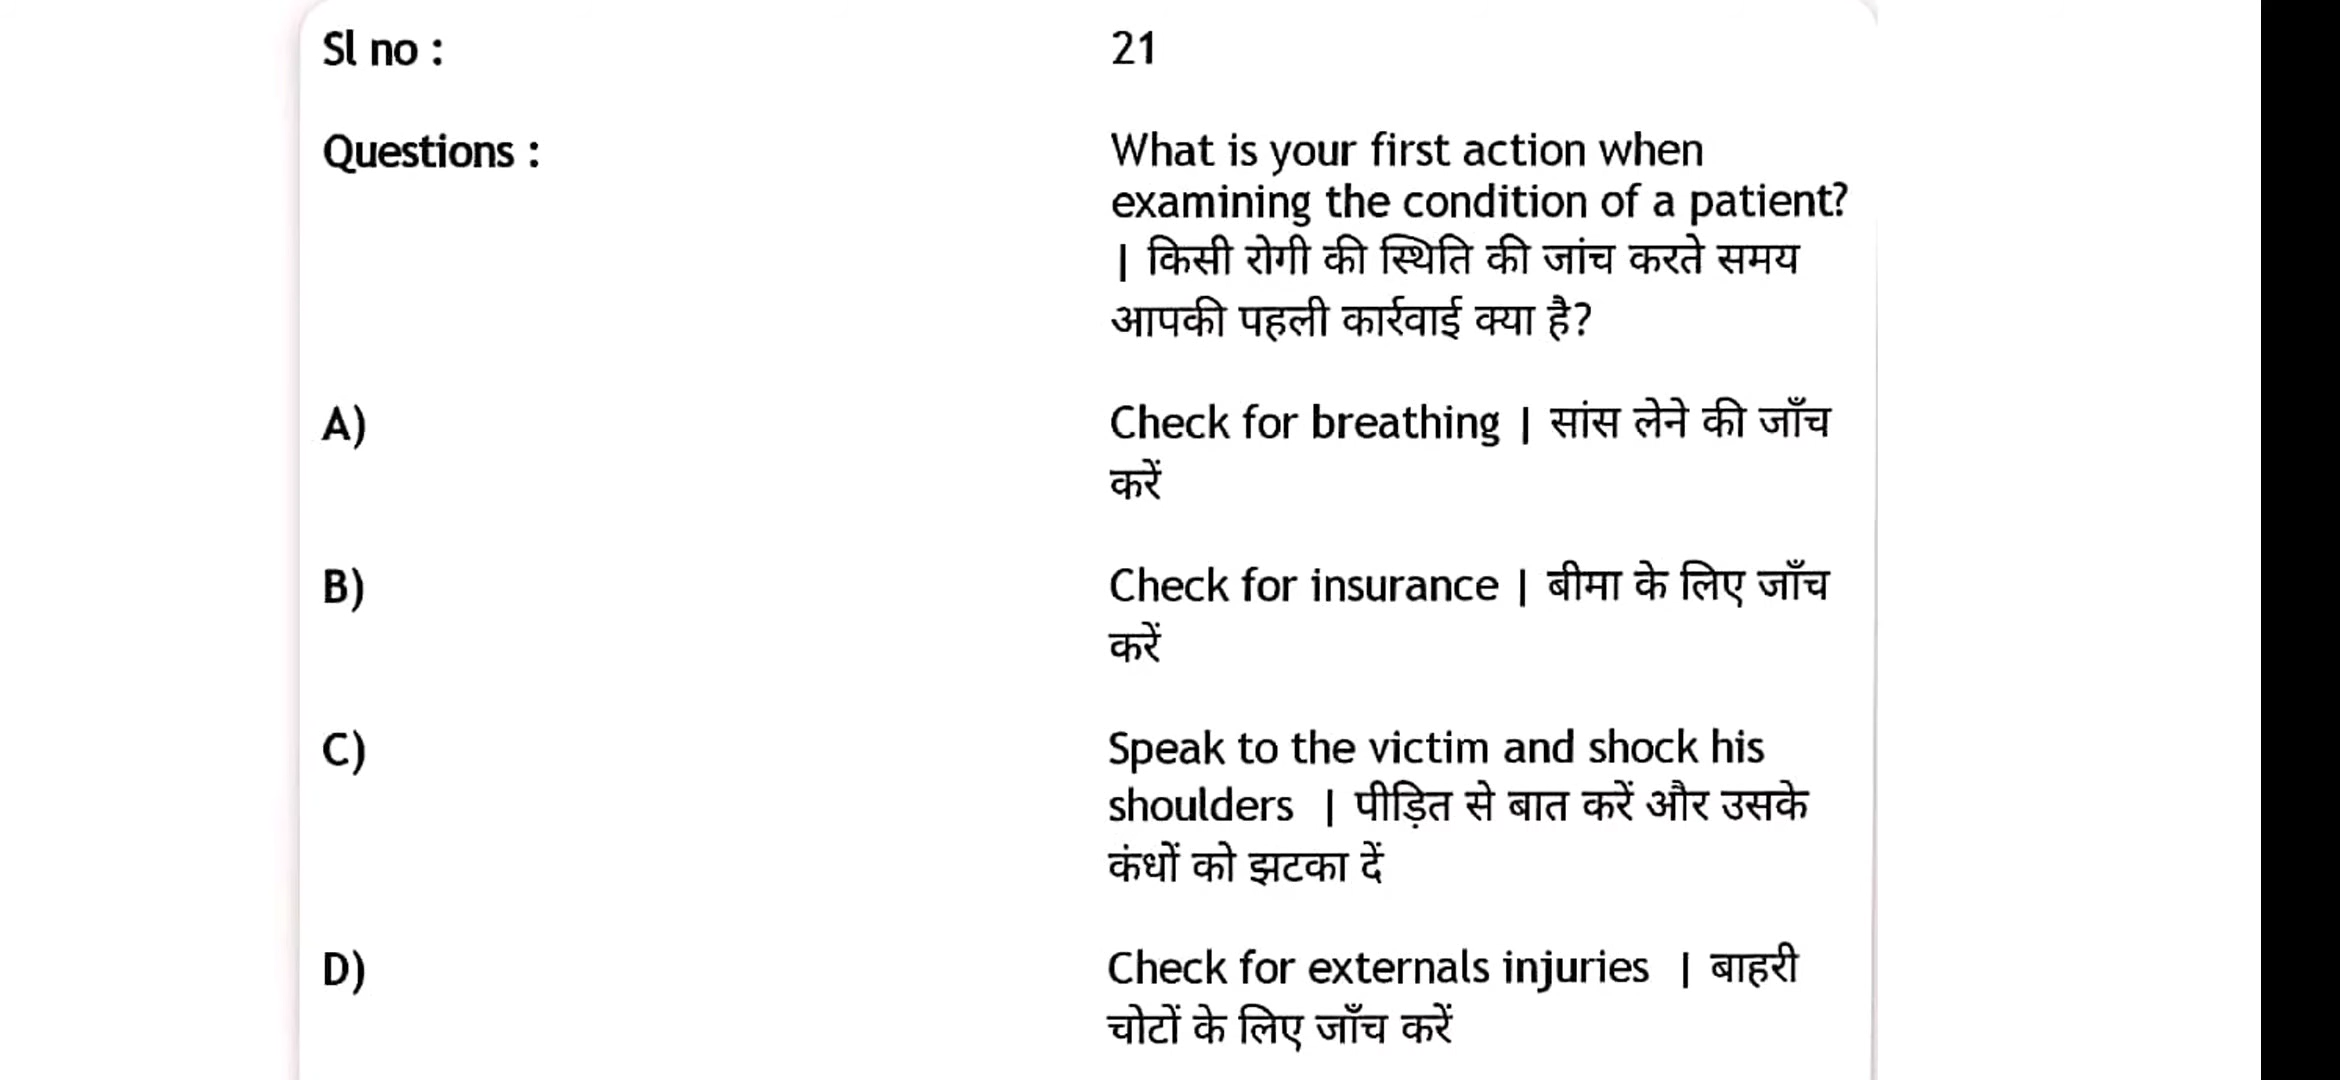 Sl no : 21
Questions : What is your first action when
examining the condition of a patient?
| किसी रोगी की स्थिति की जांच करते समय
आपकी पहली कार्रवाई क्या है?
A) Check for breathing | सांस लेने की जाँच
करें
B) Check for insurance | बीमा के लिए जाँच
करें
C) Speak to the victim and shock his
shoulders | पीड़ित से बात करें और उसके
कंधों को झटका दें
D) Check for externals injuries | बाहरी
चोटों के लिए जाँच करें